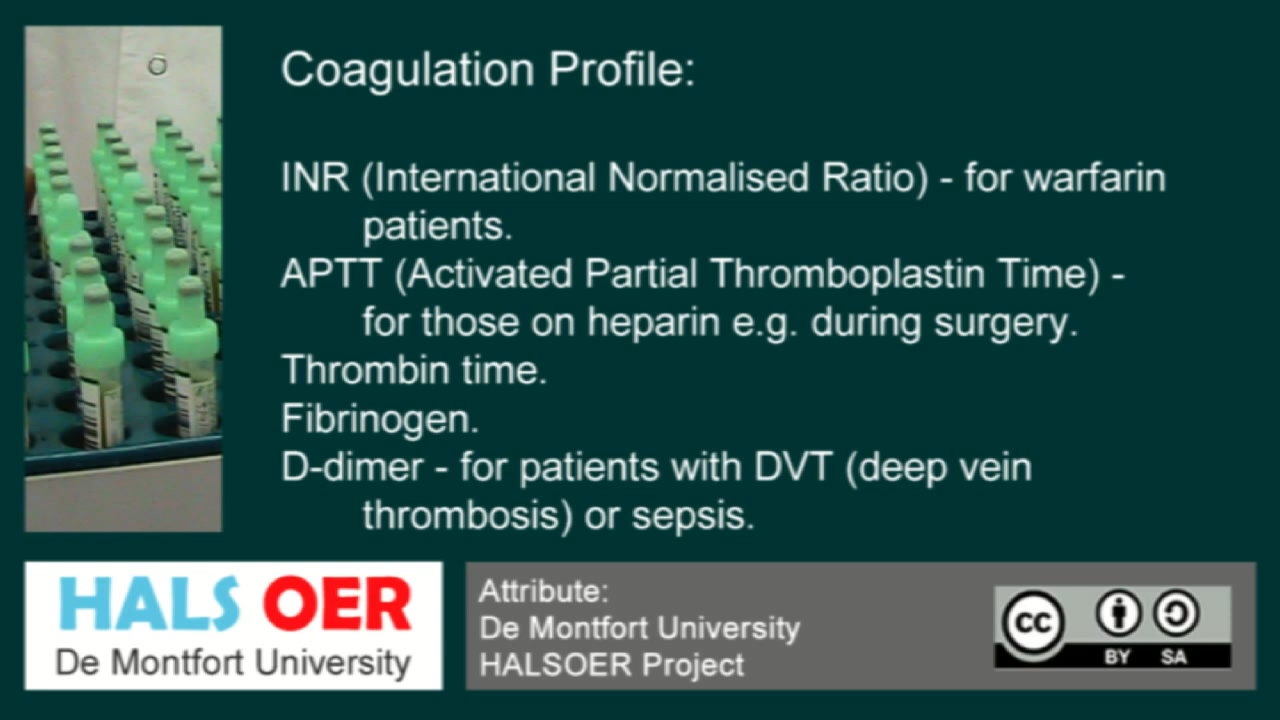 Coagulation Profile:
INR (International Normalised Ratio) - for warfarin
patients.
APTT (Activated Partial Thromboplastin Time) -
for those on heparin e.g. during surgery.
Thrombin time.
Fibrinogen.
D-dimer - for patients with DVT (deep vein
thrombosis) or sepsis.
HALS OER
De Montfort University
Attribute:
De Montfort University
HALSOER Project
cc
BY SA